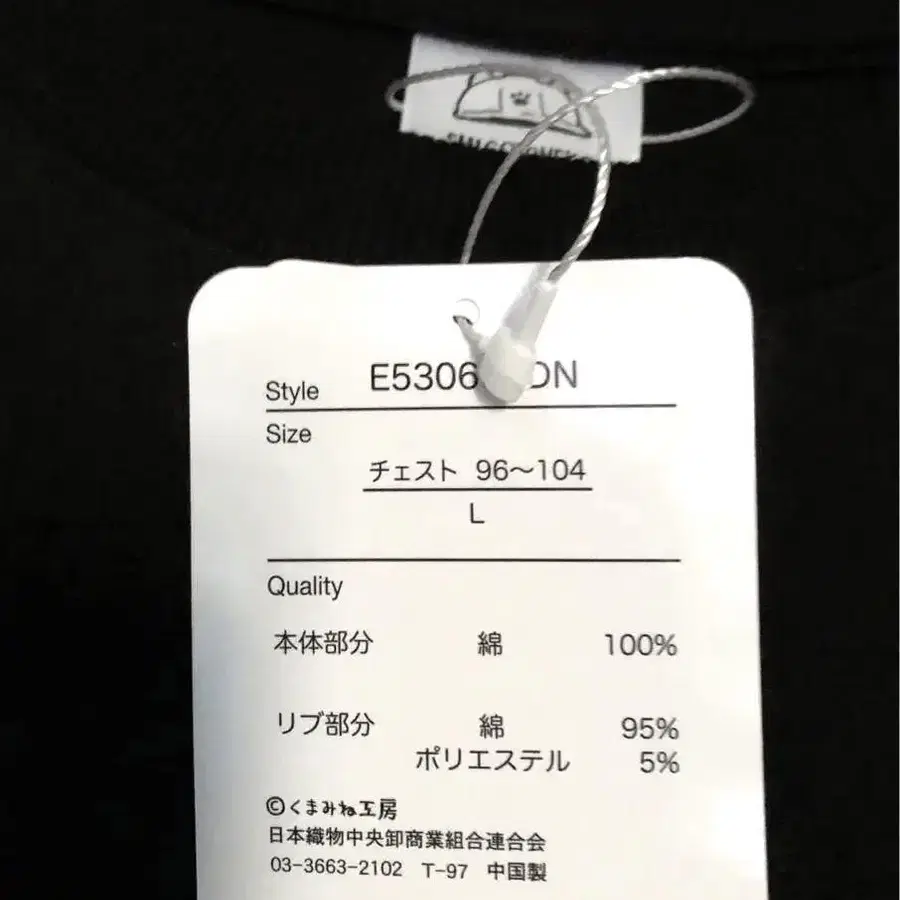 Style
Size
チェスト 96〜104
L
Quality
本体部分 綿 100%
リブ部分 綿 95%
ポリエステル 5%
©くまみね工房
日本織物中央卸商業組合連合会
03-3663-2102 T-97 中国製